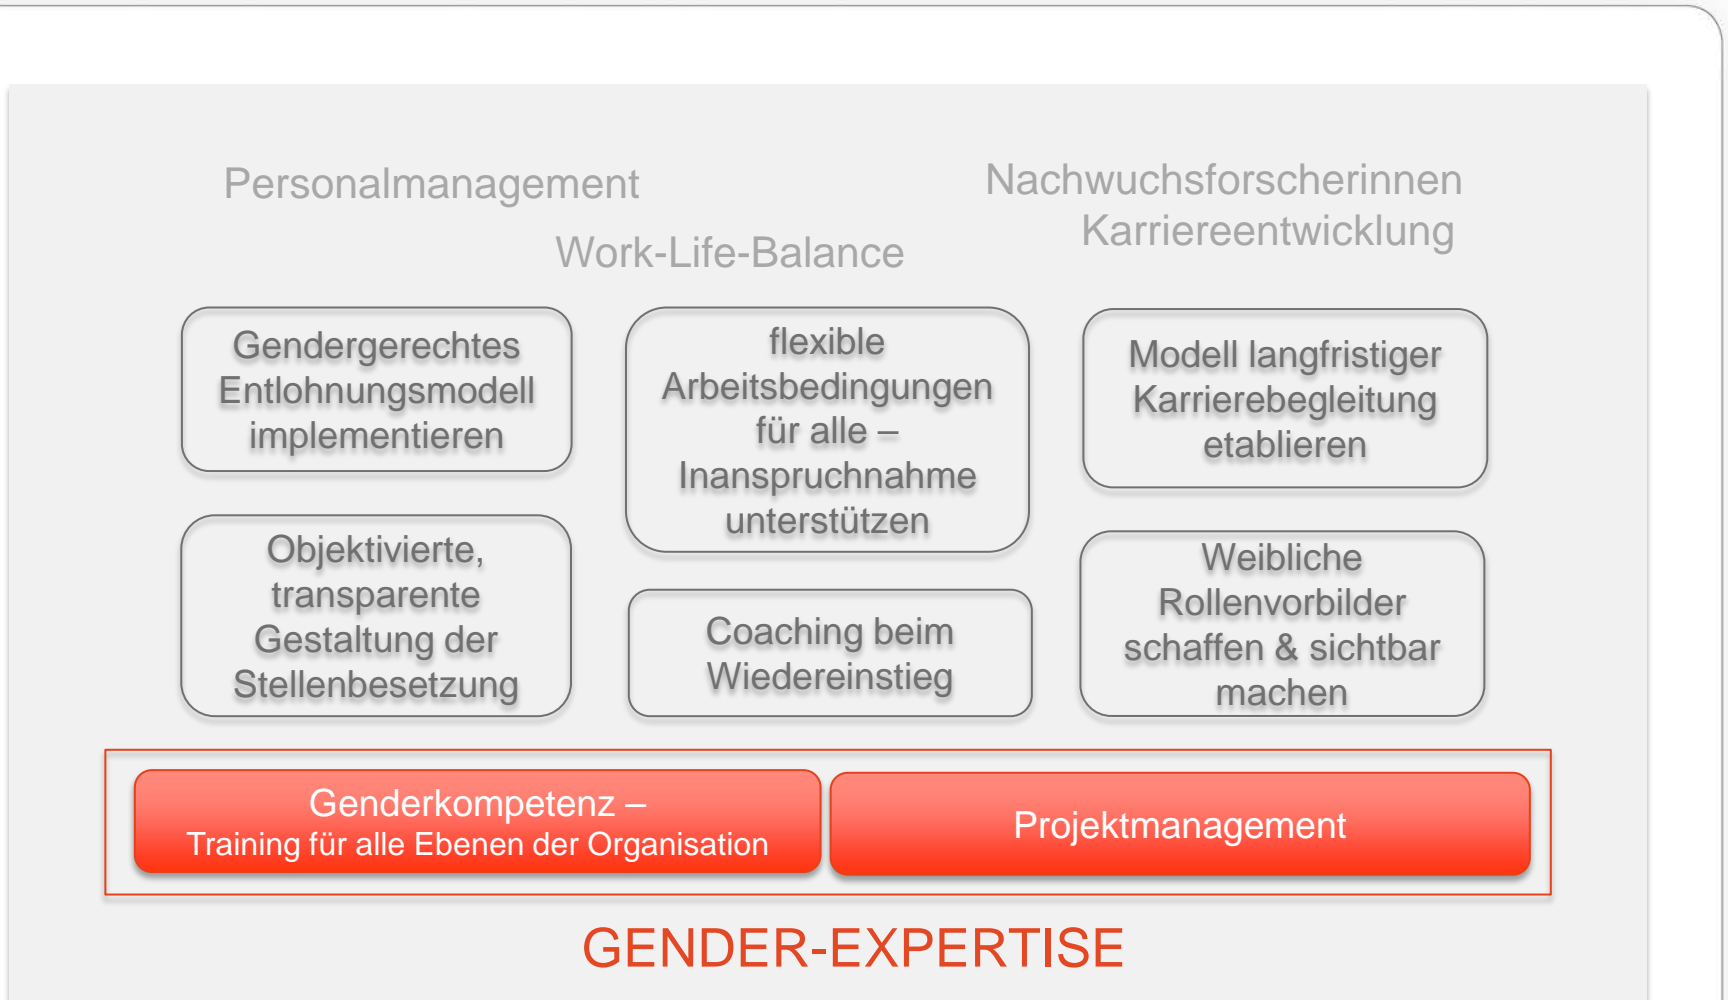 Personalmanagement
Work-Life-Balance
Nachwuchsforscherinnen
Karriereentwicklung
Gendergerechtes
Entlohnungsmodell
implementieren
Objektivierte,
transparente
Gestaltung der
Stellenbesetzung
flexible
Arbeitsbedingungen
für alle –
Inanspruchnahme
unterstützen
Coaching beim
Wiedereinstieg
Modell langfristiger
Karrierebegleitung
etablieren
Weibliche
Rollenvorbilder
schaffen & sichtbar
machen
Genderkompetenz –
Training für alle Ebenen der Organisation
Projektmanagement
GENDER-EXPERTISE